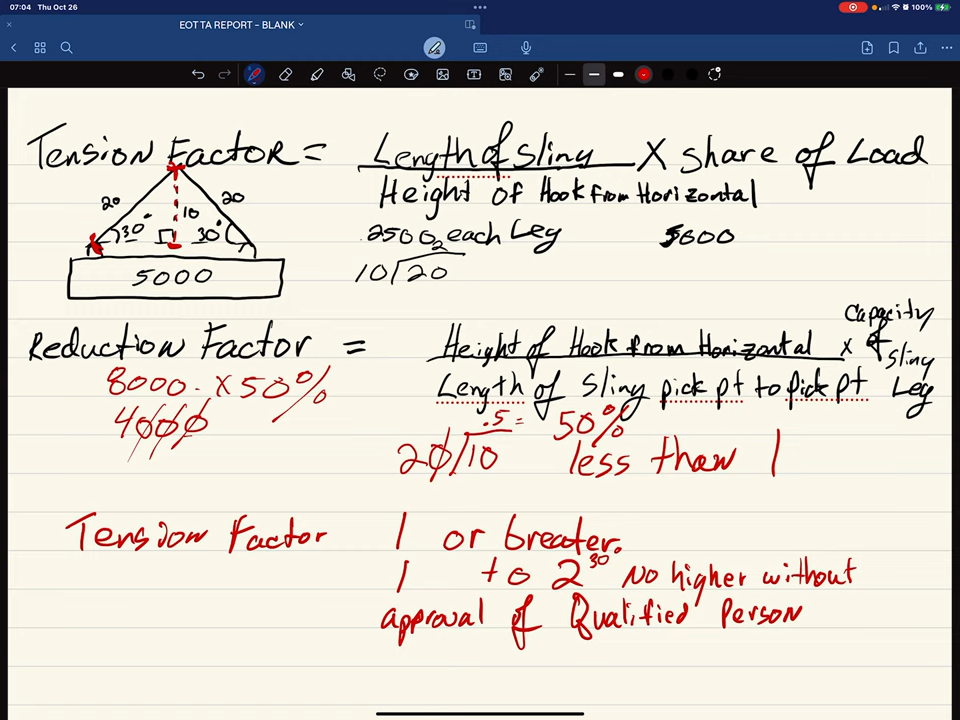 07:04 Thu Oct 26
100%
EOT TA REPORT - BLANK
Tension Factor = Length of Sling X Share of Load
Height of Hook from Horizontal
20 20
10
30° 30°
2500 each Leg 5000
2
10 20
5000
Capacity
Reduction Factor = Height of Hook from Horizontal x of
Sling
8000. x 50% Length of Sling pick pt to pick pt Leg
4000 .5 = 50%
20 10 less than 1
Tension Factor 1 or Greater.
1 to 2 30 No higher without
approval of Qualified Person